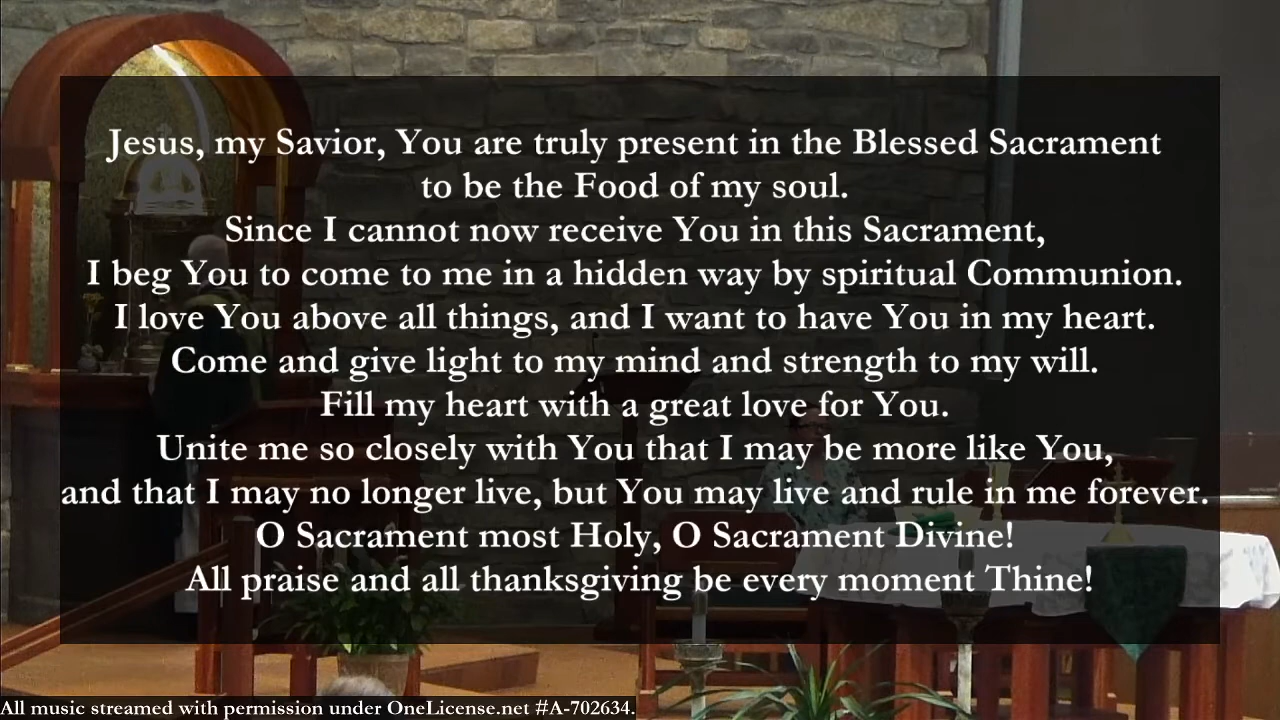 Jesus, my Savior, You are truly present in the Blessed Sacrament
to be the Food of my soul.
Since I cannot now receive You in this Sacrament,
I beg You to come to me in a hidden way by spiritual Communion.
I love You above all things, and I want to have You in my heart.
Come and give light to my mind and strength to my will.
Fill my heart with a great love for You.
Unite me so closely with You that I may be more like You,
and that I may no longer live, but You may live and rule in me forever.
O Sacrament most Holy, O Sacrament Divine!
All praise and all thanksgiving be every moment Thine!
All music streamed with permission under OneLicense.net #A-702634.